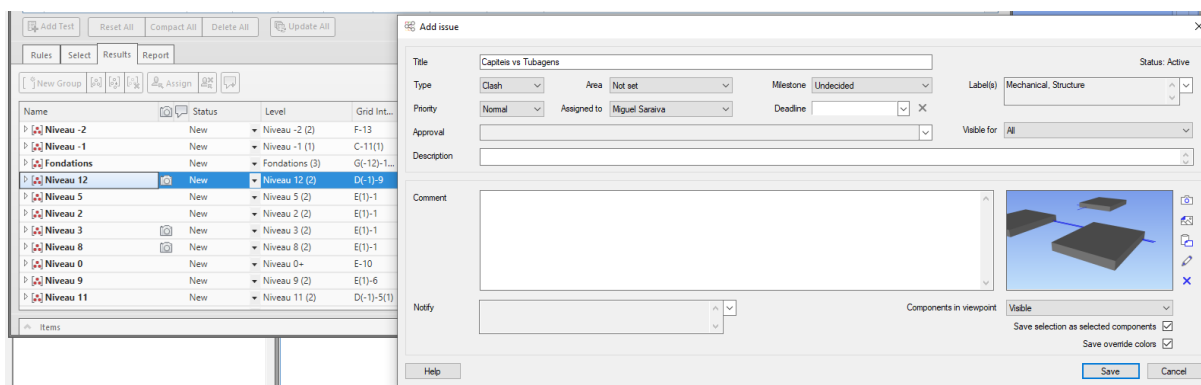 Add Test Reset All Compact All Delete All Update All
Rules Select Results Report
New Group Assign
Name Status Level Grid Int...
Niveau -2 New Niveau -2 (2) F-13
Niveau -1 New Niveau -1 (1) C-11(1)
Fondations New Fondations (3) G(-12)-1...
Niveau 12 New Niveau 12 (2) D(-1)-9
Niveau 5 New Niveau 5 (2) E(1)-1
Niveau 2 New Niveau 2 (2) E(1)-1
Niveau 3 New Niveau 3 (2) E(1)-1
Niveau 8 New Niveau 8 (2) E(1)-1
Niveau 0 New Niveau 0+ E-10
Niveau 9 New Niveau 9 (2) E(1)-6
Niveau 11 New Niveau 11 (2) D(-1)-5(1)
Items
Add issue
Title Capiteis vs Tubagens Status: Active
Type Clash Area Not set Milestone Undecided Label(s) Mechanical, Structure
Priority Normal Assigned to Miguel Saraiva Deadline
Approval Visible for All
Description
Comment
Notify Components in viewpoint Visible
Save selection as selected components
Save override colors
Help Save Cancel